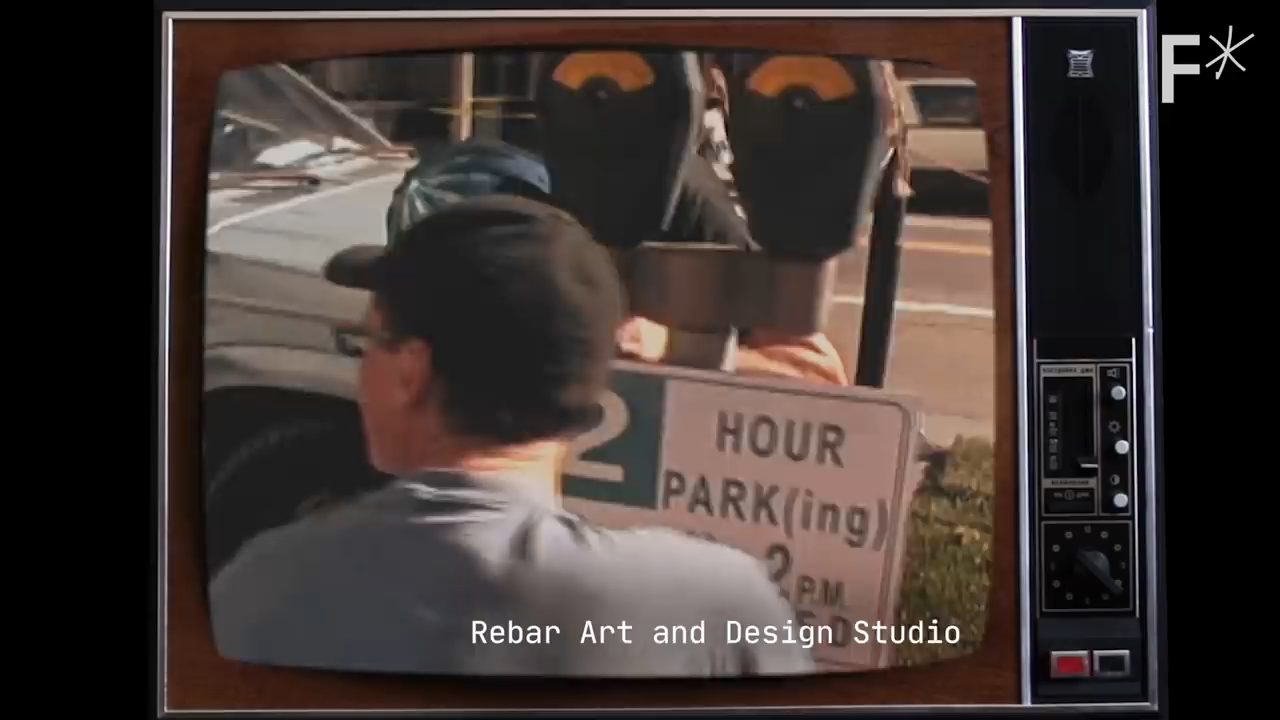 F*
2
HOUR
PARK(ing)
2 P.M.
Rebar Art and Design Studio